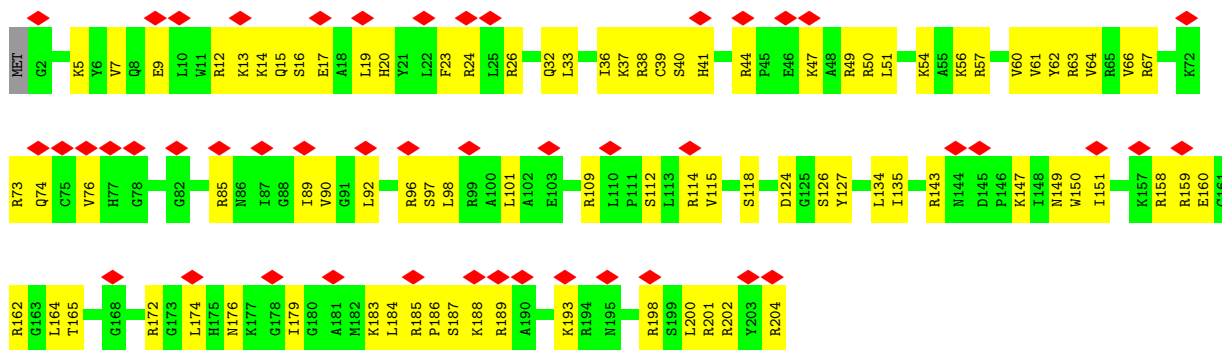 MET G2 K5 Y6 V7 Q8 E9 L10 W11 R12 K13 K14 Q15 S16 E17 A18 L19 H20 Y21 L22 F23 R24 L25 R26 Q32 L33 I36 K37 R38 C39 S40 H41 R44 P45 E46 K47 A48 R49 R50 L51 K54 A55 K56 R57 V60 V61 Y62 R63 V64 R65 V66 R67 K72
R73 Q74 C75 V76 H77 G78 G82 R85 N86 I87 G88 I89 V90 G91 L92 R96 S97 L98 R99 A100 L101 A102 E103 R109 L110 P111 S112 L113 R114 V115 S118 D124 G125 S126 Y127 L134 I135 R143 N144 D145 P146 K147 I148 N149 W150 I151 K157 R158 R159 E160 G161
R162 G163 L164 T165 G168 R172 G173 L174 H175 N176 K177 G178 I179 G180 A181 M182 K183 L184 R185 P186 S187 K188 R189 A190 K193 R194 N195 R198 S199 L200 R201 R202 Y203 R204